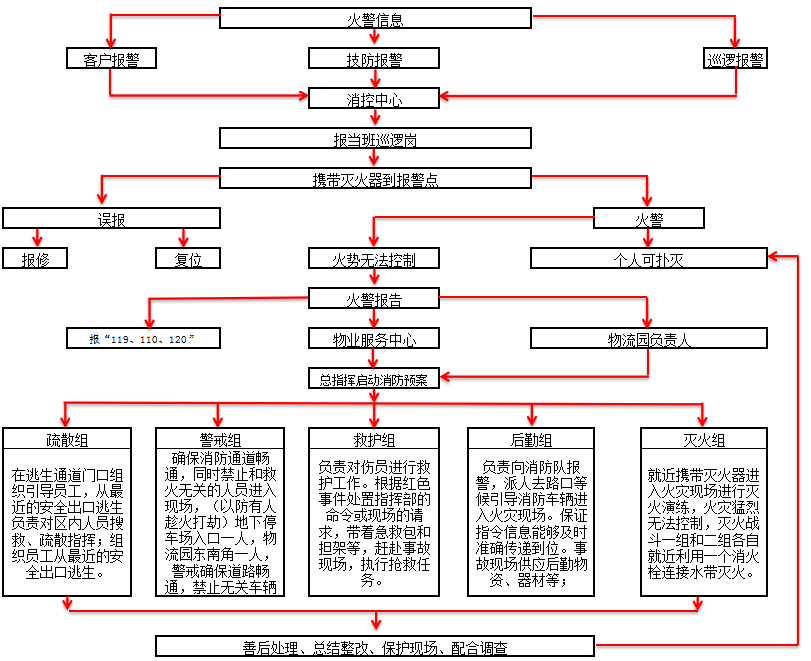 火警信息
客户报警
技防报警
巡逻报警
消控中心
报当班巡逻岗
携带灭火器到报警点
误报
火警
报修
复位
火势无法控制
个人可扑灭
火警报告
报“119、110、120”
物业服务中心
物流园负责人
总指挥启动消防预案
疏散组
在逃生通道门口组
织引导员工，从最
近的安全出口逃生
负责对区内人员搜
救、疏散指挥；组
织员工从最近的安
全出口逃生。
警戒组
确保消防通道畅
通，同时禁止和救
火无关的人员进入
现场，（以防有人
趁火打劫）地下停
车场入口一人，物
流园东南角一人，
警戒确保道路畅
通，禁止无关车辆
救护组
负责对伤员进行救
护工作。根据红色
事件处置指挥部的
命令或现场的请
求，带着急救包和
担架等，赶赴事故
现场，执行抢救任
务。
后勤组
负责向消防队报
警，派人去路口等
候引导消防车辆进
入火灾现场。保证
指令信息能够及时
准确传递到位。事
故现场供应后勤物
资、器材等；
灭火组
就近携带灭火器进
入火灾现场进行灭
火演练，火灾猛烈
无法控制，灭火战
斗一组和二组各自
就近利用一个消火
栓连接水带灭火。
善后处理、总结整改、保护现场、配合调查